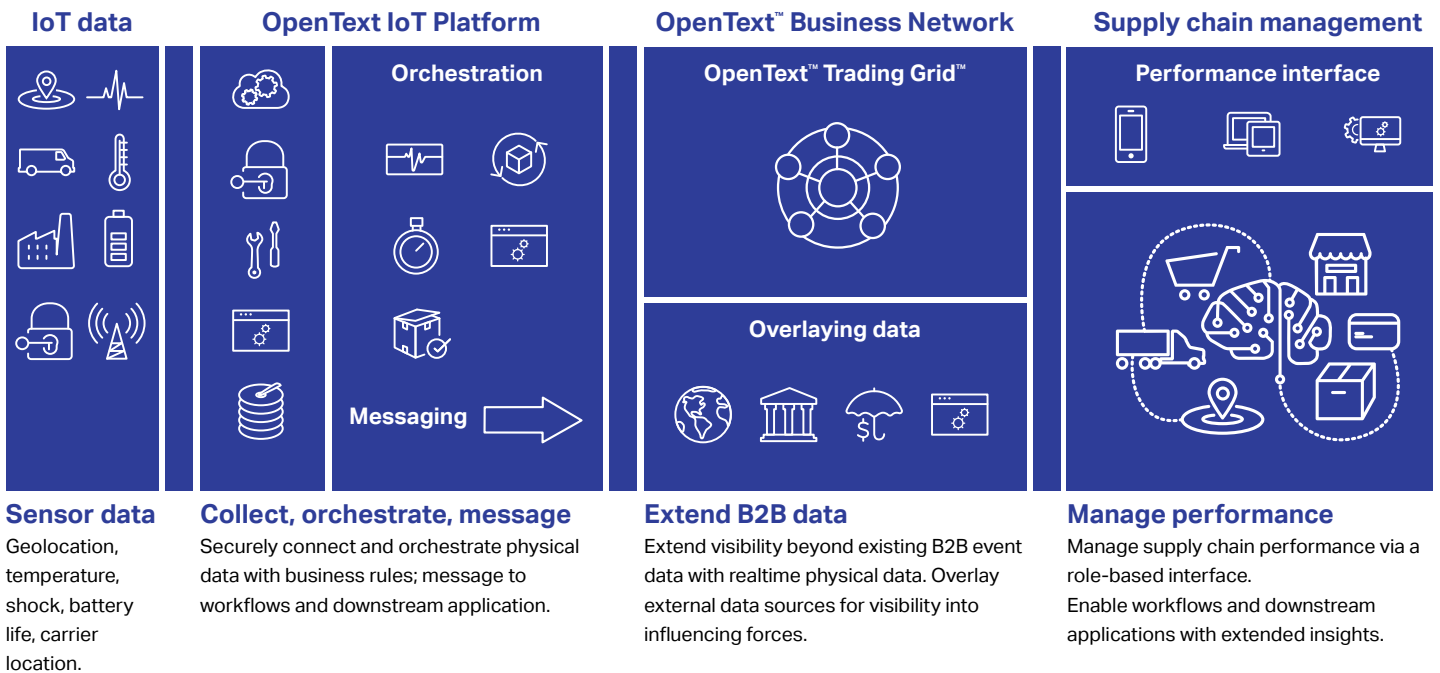 IoT data
OpenText IoT Platform
OpenText™ Business Network
Supply chain management
Orchestration
Messaging
OpenText™ Trading Grid™
Overlaying data
$
Performance interface
Sensor data
Geolocation,
temperature,
shock, battery
life, carrier
location.
Collect, orchestrate, message
Securely connect and orchestrate physical
data with business rules; message to
workflows and downstream application.
Extend B2B data
Extend visibility beyond existing B2B event
data with realtime physical data. Overlay
external data sources for visibility into
influencing forces.
Manage performance
Manage supply chain performance via a
role-based interface.
Enable workflows and downstream
applications with extended insights.